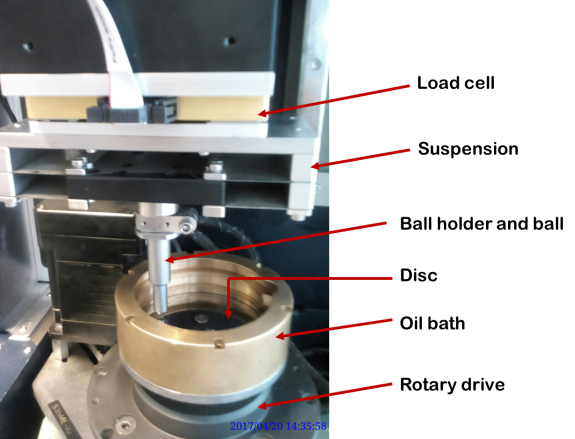 Load cell
Suspension
Ball holder and ball
Disc
Oil bath
Rotary drive
2017/04/20 14:35:58